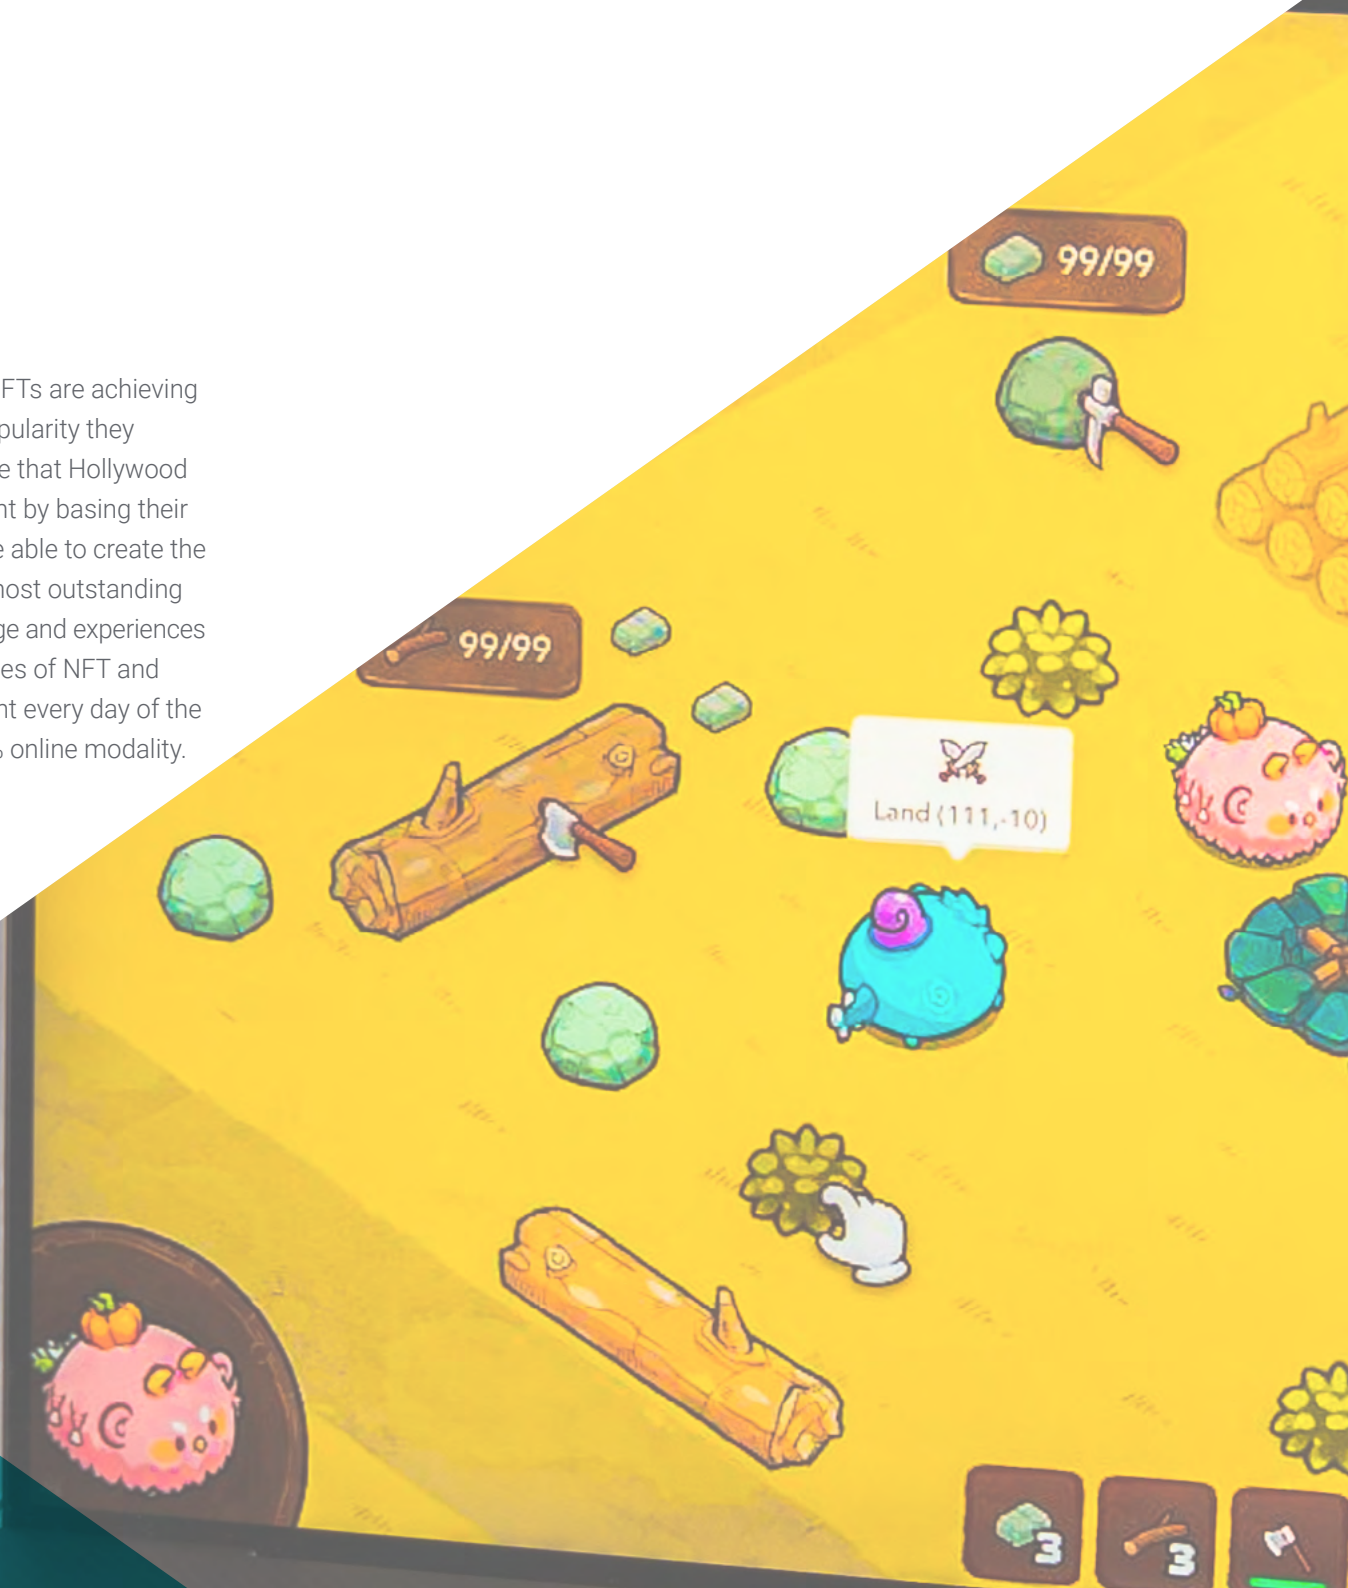 FTs are achieving
pularity they
e that Hollywood
nt by basing their
e able to create the
nost outstanding
ge and experiences
es of NFT and
nt every day of the
% online modality.
99/99
99/99
Land (111,-10)
3
3